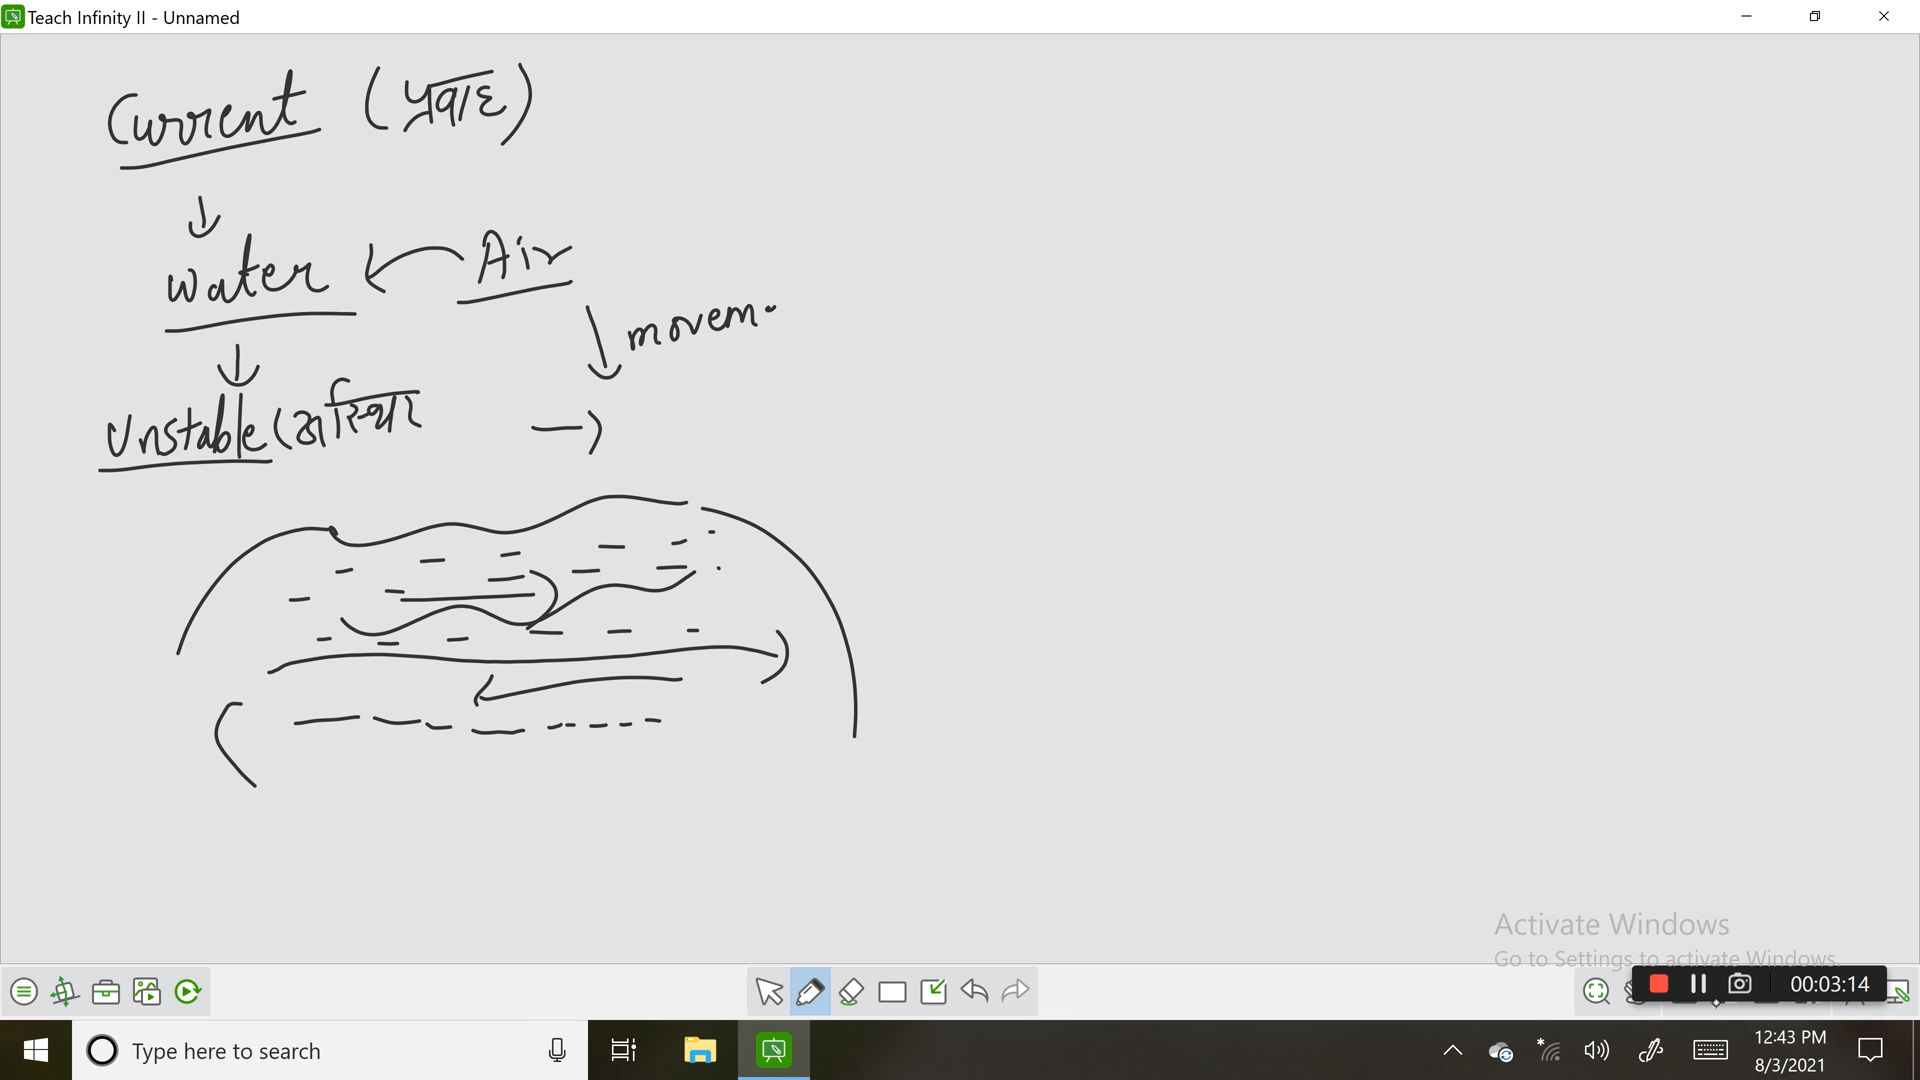 Teach Infinity II - Unnamed
Current (प्रवाह)
Water Air
movem.
Unstable (अस्थिर
Activate Windows
Go to Settings to activate Windows.
00:03:14
Type here to search
12:43 PM
8/3/2021